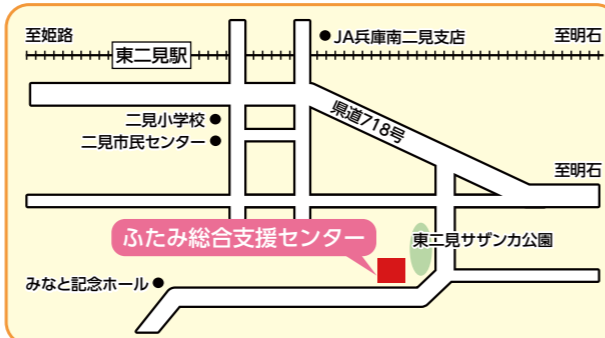 至姫路
東二見駅
JA兵庫南二見支店
至明石
二見小学校
二見市民センター
県道718号
至明石
ふたみ総合支援センター
東二見サザンカ公園
みなと記念ホール